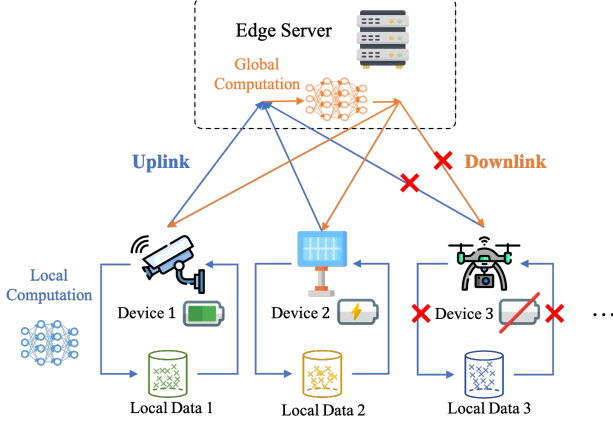 Edge Server
Global
Computation
Uplink
Downlink
Local
Computation
Device 1
Device 2
Device 3
...
Local Data 1
Local Data 2
Local Data 3